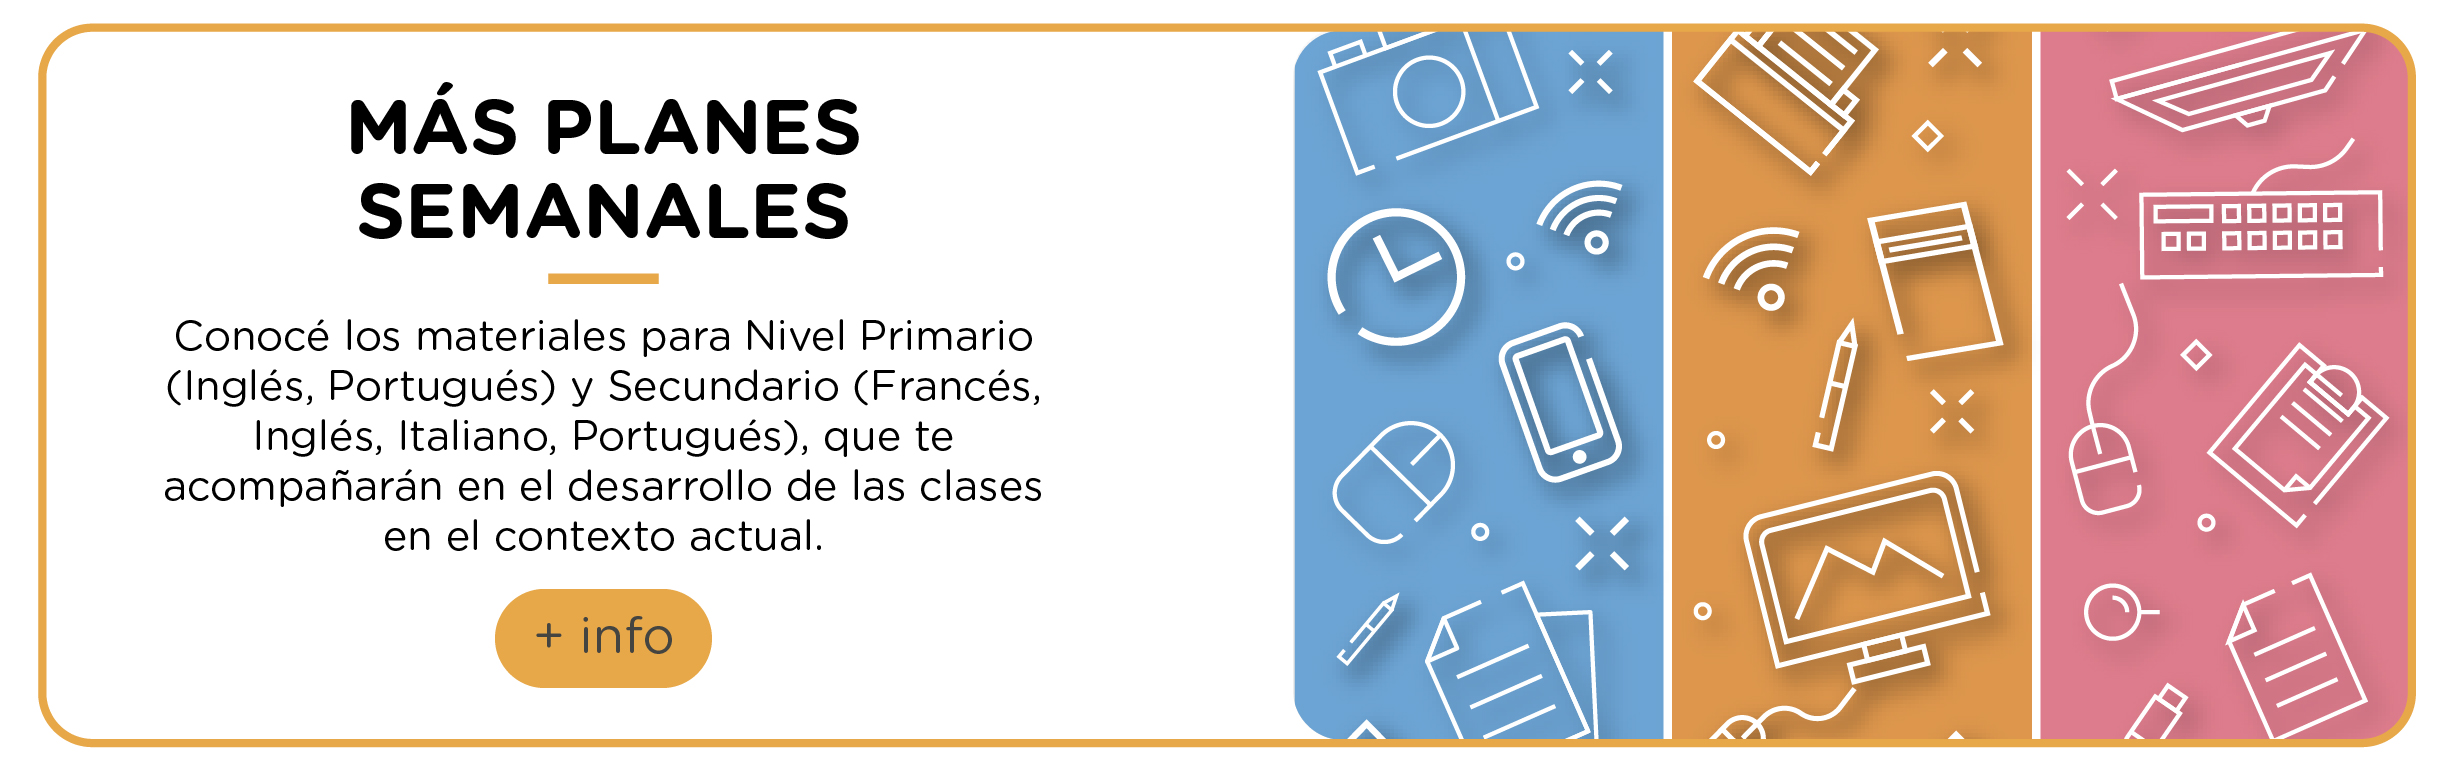 MÁS PLANES
SEMANALES
Conocé los materiales para Nivel Primario
(Inglés, Portugués) y Secundario (Francés,
Inglés, Italiano, Portugués), que te
acompañarán en el desarrollo de las clases
en el contexto actual.
+ info